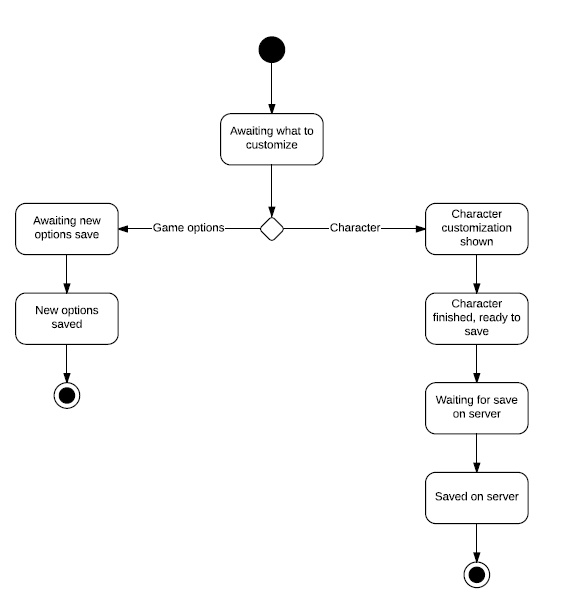 Awaiting what to
customize
Awaiting new
options save
Game options
Character
Character
customization
shown
New options
saved
Character
finished, ready to
save
Waiting for save
on server
Saved on server